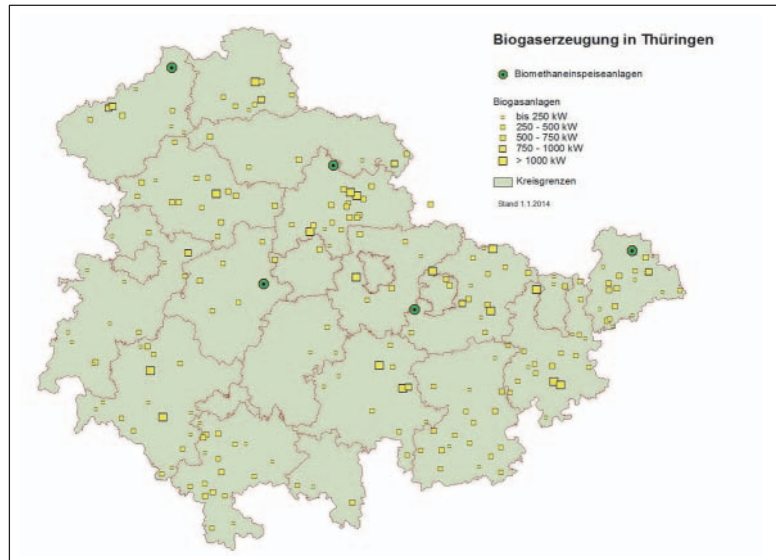 Biogaserzeugung in Thüringen
Biomethaneinspeiseanlagen
Biogasanlagen
bis 250 kW
250 - 500 kW
500 - 750 kW
750 - 1000 kW
> 1000 kW
Kreisgrenzen
Stand 1.1.2014